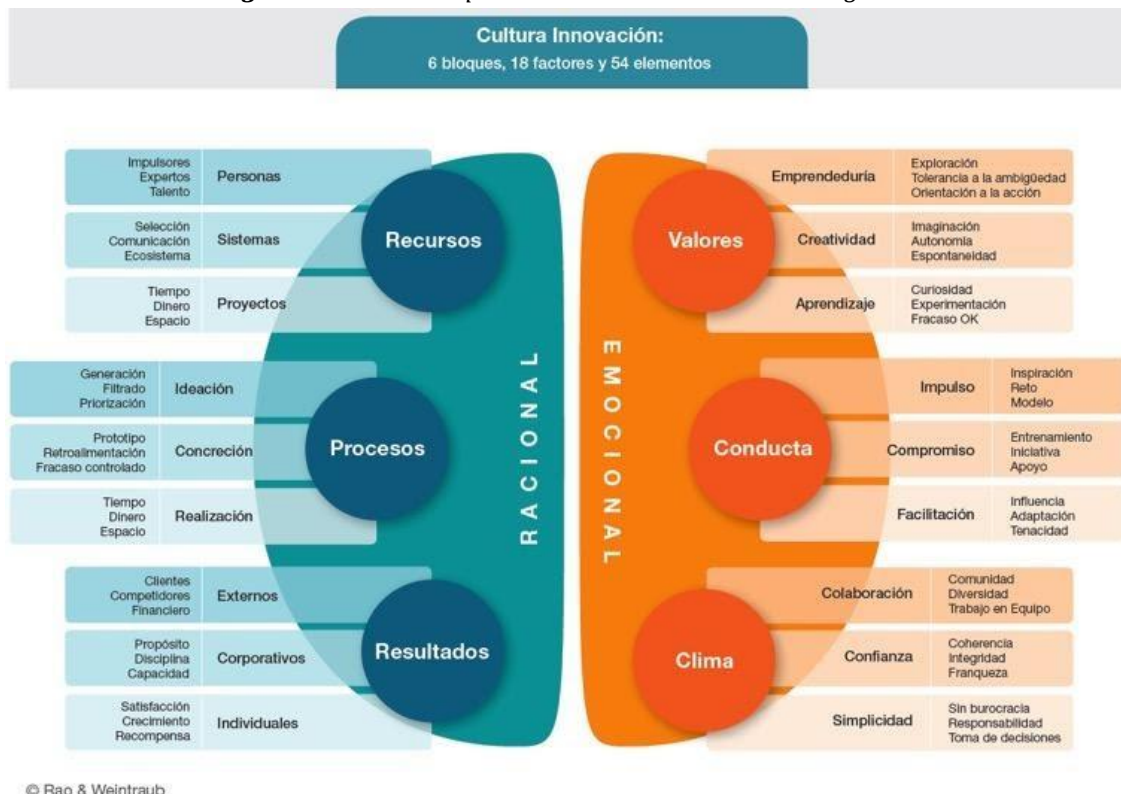 Cultura Innovación:
6 bloques, 18 factores y 54 elementos
Impulsores
Expertos
Talento
Personas
Selección
Comunicación
Ecosistema
Sistemas
Tiempo
Dinero
Espacio
Proyectos
Recursos
Generación
Filtrado
Priorización
Ideación
Prototipo
Retroalimentación
Fracaso controlado
Concreción
Tiempo
Dinero
Espacio
Realización
Procesos
Clientes
Competidores
Financiero
Externos
Propósito
Disciplina
Capacidad
Corporativos
Satisfacción
Crecimiento
Recompensa
Individuales
Resultados
RACIONAL
EMOCIONAL
Valores
Emprendeduría
Exploración
Tolerancia a la ambigüedad
Orientación a la acción
Creatividad
Imaginación
Autonomía
Espontaneidad
Aprendizaje
Curiosidad
Experimentación
Fracaso OK
Conducta
Impulso
Inspiración
Reto
Modelo
Compromiso
Entrenamiento
Iniciativa
Apoyo
Facilitación
Influencia
Adaptación
Tenacidad
Clima
Colaboración
Comunidad
Diversidad
Trabajo en Equipo
Confianza
Coherencia
Integridad
Franqueza
Simplicidad
Sin burocracia
Responsabilidad
Toma de decisiones
© Rao & Weintraub